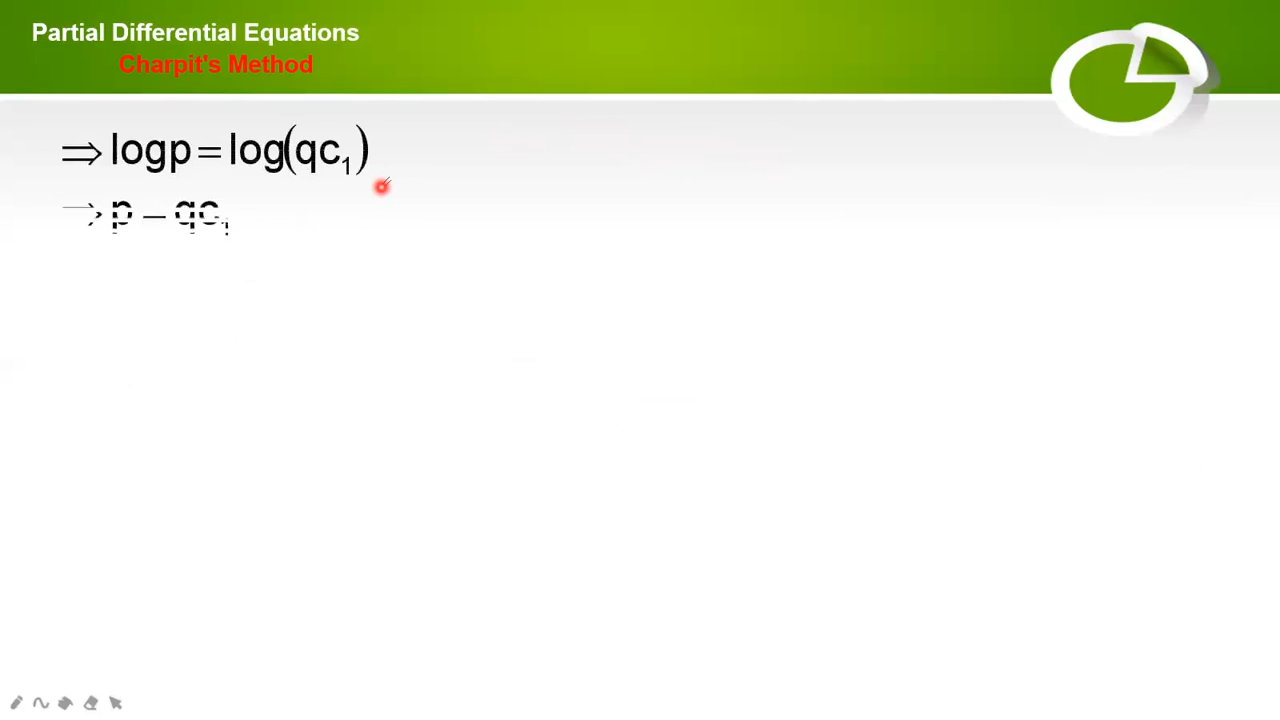 Partial Differential Equations
Charpit's Method
⇒ logp = log(qc₁)
⇒ p = qc₁